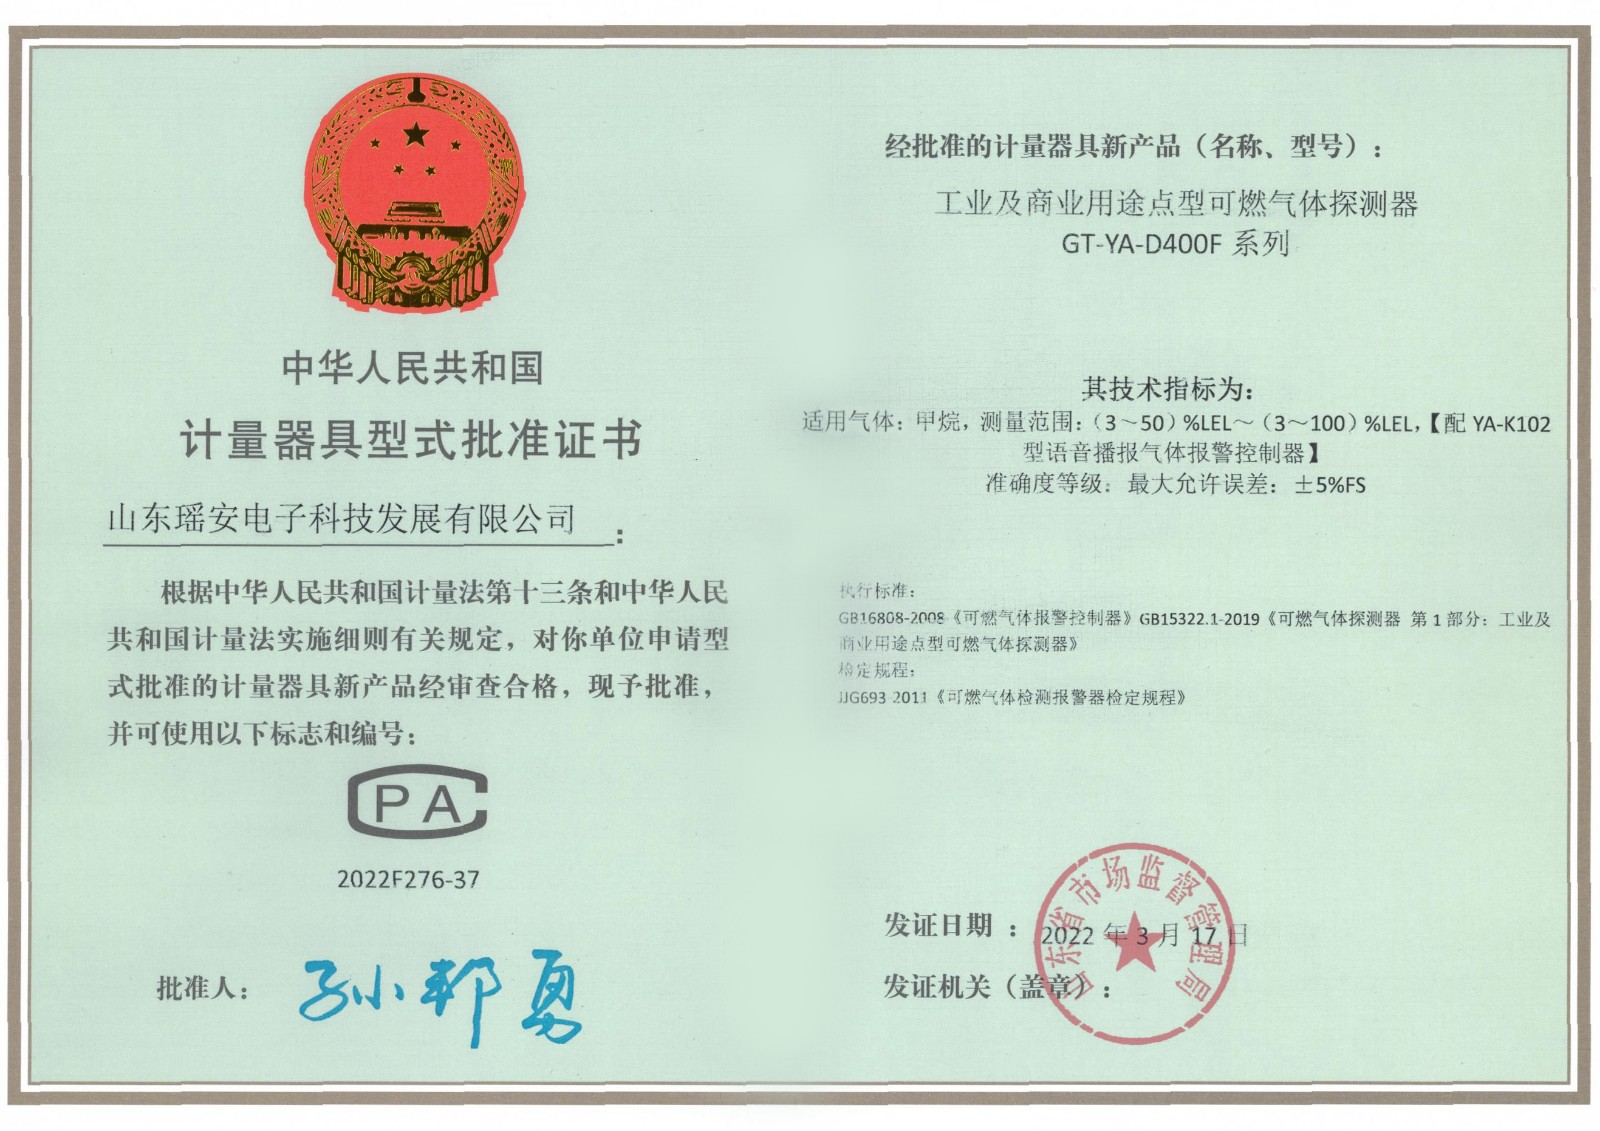 中华人民共和国
计量器具型式批准证书
山东瑶安电子科技发展有限公司：
根据中华人民共和国计量法第十三条和中华人民
共和国计量法实施细则有关规定，对你单位申请型
式批准的计量器具新产品经审查合格，现予批准，
并可使用以下标志和编号：
CPA
2022F276-37
批准人：
孙小邦勇
经批准的计量器具新产品（名称、型号）：
工业及商业用途点型可燃气体探测器
GT-YA-D400F 系列
其技术指标为：
适用气体：甲烷，测量范围：（3～50）%LEL～（3～100）%LEL，【配 YA-K102
型语音播报气体报警控制器】
准确度等级：最大允许误差：±5%FS
执行标准：
GB16808-2008《可燃气体报警控制器》GB15322.1-2019《可燃气体探测器 第 1 部分：工业及
商业用途点型可燃气体探测器》
检定规程：
JJG693-2011《可燃气体检测报警器检定规程》
发证日期 ：2022 年 3 月 17 日
发证机关（盖章）：
山东省市场监督管理局